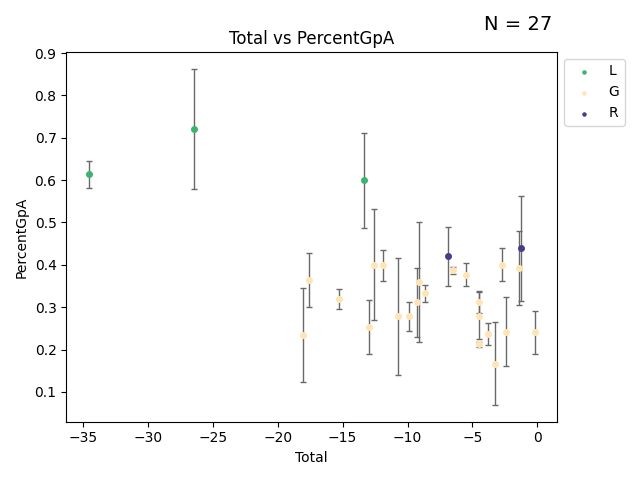 N = 27
Total vs PercentGpA
L
G
R
0.9
0.8
0.7
0.6
0.5
0.4
0.3
0.2
0.1
PercentGpA
−35 −30 −25 −20 −15 −10 −5 0
Total